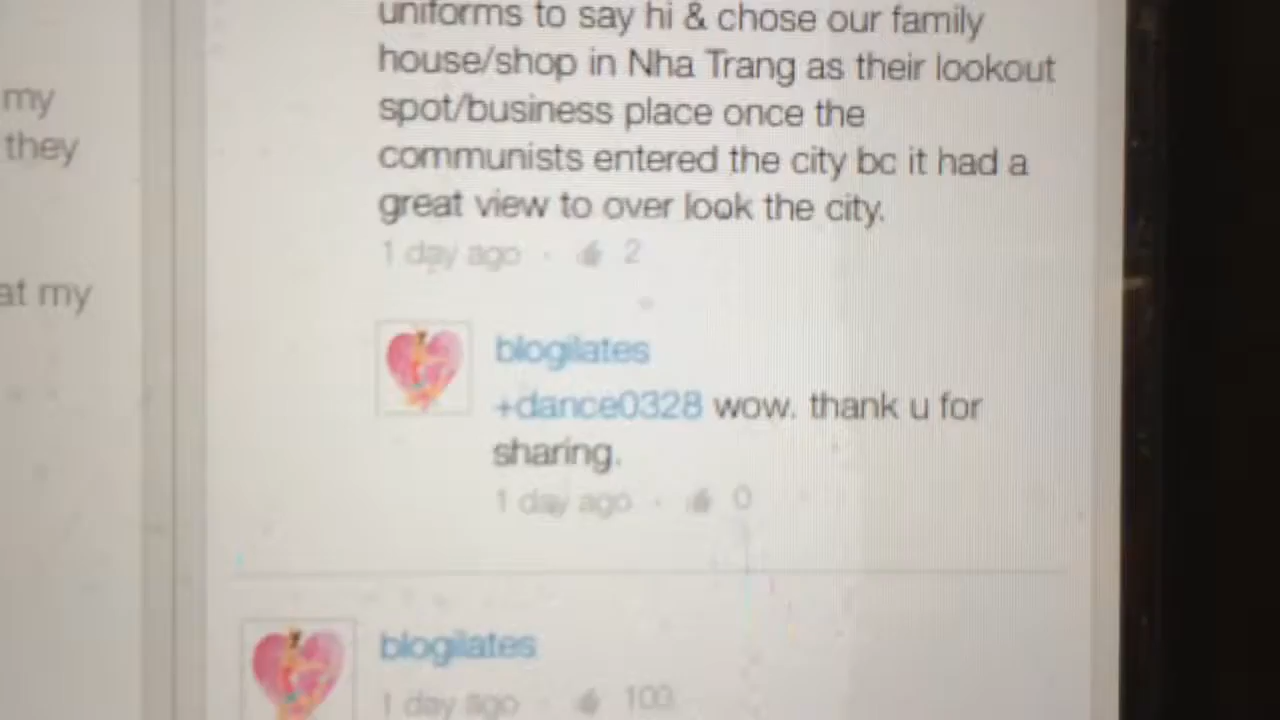 my
they
at my
uniforms to say hi & chose our family
house/shop in Nha Trang as their lookout
spot/business place once the
communists entered the city bc it had a
great view to over look the city.
1 day ago · 2
blogilates
+dance0328 wow. thank u for
sharing.
1 day ago · 0
blogilates
1 day ago · 100